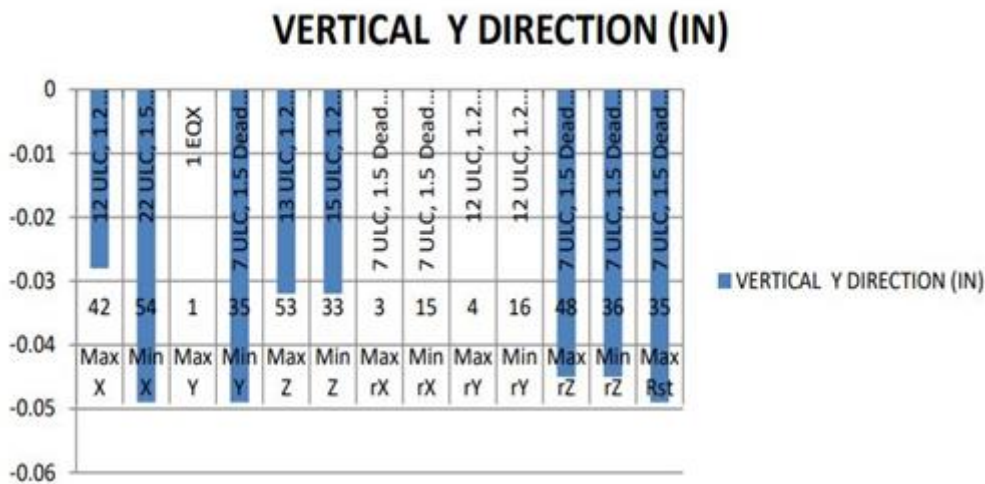 VERTICAL Y DIRECTION (IN)
0
-0.01
-0.02
-0.03
-0.04
-0.05
-0.06
12 ULC, 1.2...
22 ULC, 1.5...
1 EQX
7 ULC, 1.5 Dead...
13 ULC, 1.2...
15 ULC, 1.2...
7 ULC, 1.5 Dead...
7 ULC, 1.5 Dead...
12 ULC, 1.2...
12 ULC, 1.2...
7 ULC, 1.5 Dead...
7 ULC, 1.5 Dead...
7 ULC, 1.5 Dead...
42 54 1 35 53 33 3 15 4 16 48 36 35
Max Min Max Min Max Min Max Min Max Min Max Min Max
X X Y Y Z Z rX rX rY rY rZ rZ Rst
VERTICAL Y DIRECTION (IN)